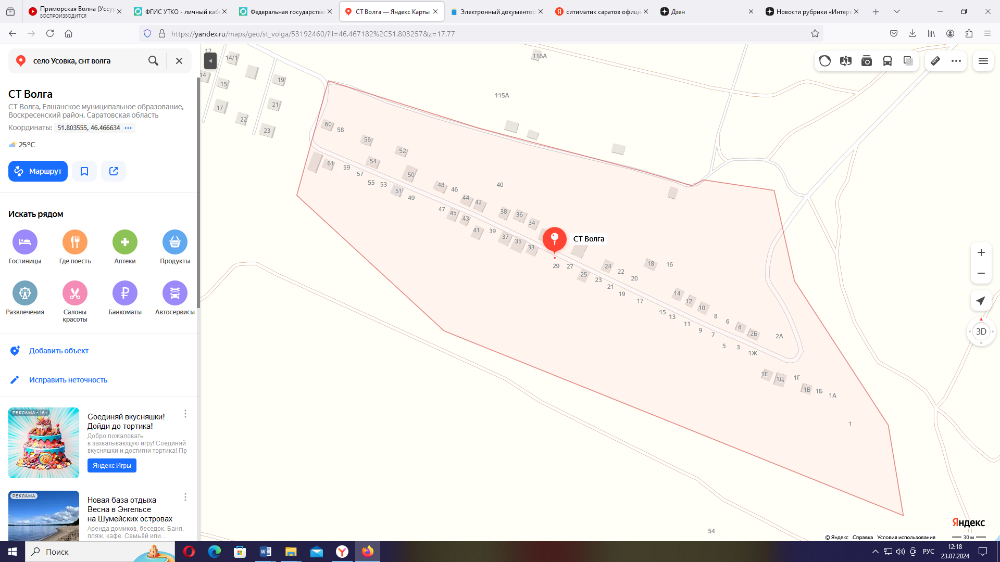 Приморская Волна (Уссур
ВОСПРОИЗВОДИТСЯ
ФГИС УТКО - личный каб
Федеральная государстве
СТ Волга — Яндекс Карты
Электронный документоо
ситиматик саратов офиц
Дзен
Новости рубрики «Интере
https://yandex.ru/maps/geo/st_volga/53192460/?ll=46.467182%2C51.803257&z=17.77
село Усовка, снт волга
СТ Волга
СТ Волга, Елшанское муниципальное образование,
Воскресенский район, Саратовская область
Координаты: 51.803555, 46.466634
25°C
Маршрут
Искать рядом
Гостиницы
Где поесть
Аптеки
Продукты
Развлечения
Салоны
красоты
Банкоматы
Автосервисы
Добавить объект
Исправить неточность
РЕКЛАМА • 16+
Соединяй вкусняшки!
Дойди до тортика!
Добро пожаловать
в захватывающую игру! Соединяй
вкусняшки и достигни тортика! Пр
Яндекс Игры
РЕКЛАМА
Новая база отдыха
Весна в Энгельсе
на Шумейских островах
Аренда домиков, беседок. Баня,
пляж, кафе. Семьёй или…
12
14/1
14
15
19
17
21
22
23
116А
115А
60
58
56
52
54
61
59
57
50
55
53
51
49
48
46
40
44
42
47
45
43
38
36
34
41
39
37
35
33
СТ Волга
29
27
25
24
22
18
16
23
20
21
19
17
14
12
10
15
13
8
6
11
4
9
7
2Б
2А
5
3
1Ж
1Е
1Д
1Г
1В
1Б
1А
1
54
3D
Яндекс
© Яндекс Справка Условия использования
30 м
Поиск
РУС
12:18
23.07.2024